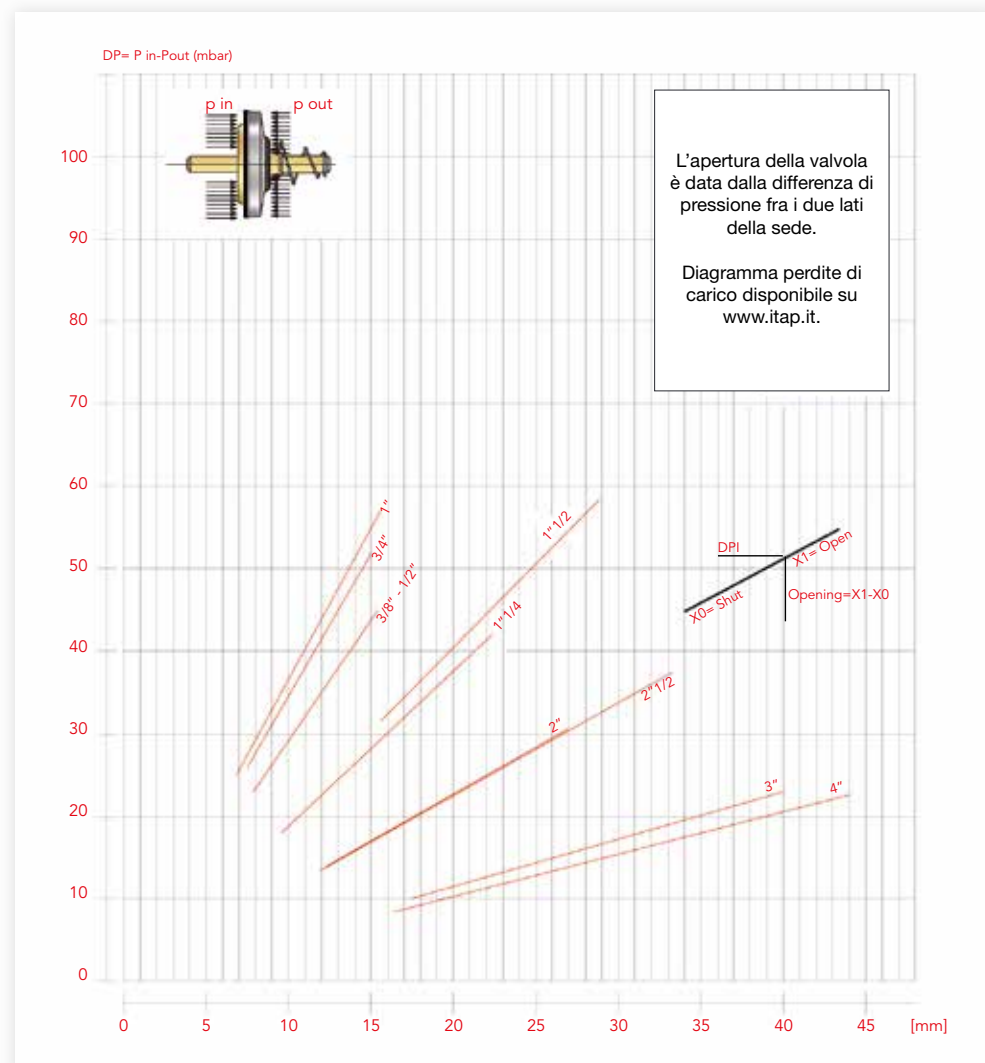 DP= P in-Pout (mbar)
p in
p out
L'apertura della valvola
è data dalla differenza di
pressione fra i due lati
della sede.
Diagramma perdite di
carico disponibile su
www.itap.it.
100
90
80
70
60
50
40
30
20
10
0
1"
3/4"
3/8" - 1/2"
1"1/2
1"1/4
DPI
X1= Open
X0= Shut
Opening=X1-X0
2"
2"1/2
3"
4"
0 5 10 15 20 25 30 35 40 45 [mm]